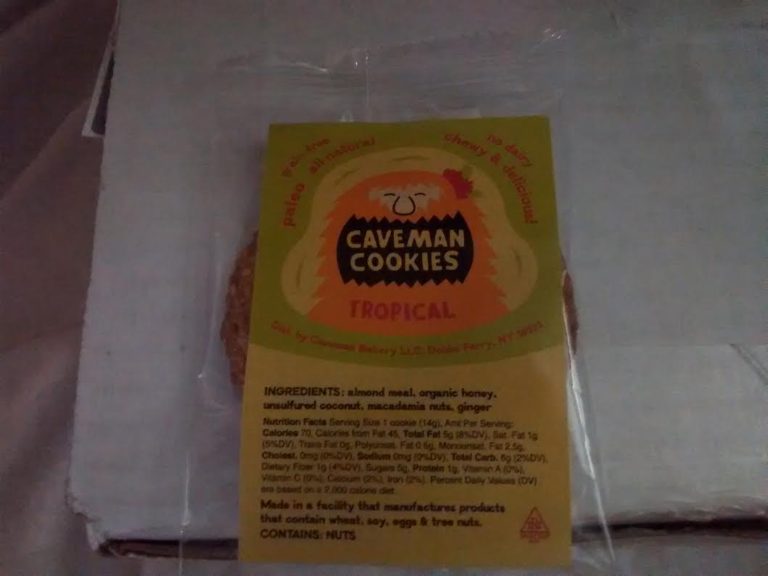 grain-free
paleo all-natural
no dairy
chewy & delicious!
CAVEMAN
COOKIES
TROPICAL
Dist. by Caveman Bakery LLC. Dobbs Ferry, NY 10522
INGREDIENTS: almond meal, organic honey,
unsulfured coconut, macadamia nuts, ginger
Nutrition Facts Serving Size 1 cookie (14g), Amt Per Serving:
Calories 70, Calories from Fat 45, Total Fat 5g (8%DV), Sat. Fat 1g
(5%DV), Trans Fat 0g, Polyunsat. Fat 0.5g, Monounsat. Fat 2.5g,
Cholest. 0mg (0%DV), Sodium 0mg (0%DV), Total Carb. 6g (2%DV),
Dietary Fiber 1g (4%DV), Sugars 5g, Protein 1g, Vitamin A (0%),
Vitamin C (0%), Calcium (2%), Iron (2%). Percent Daily Values (DV)
are based on a 2,000 calorie diet.
Made in a facility that manufactures products
that contain wheat, soy, eggs & tree nuts.
CONTAINS: NUTS